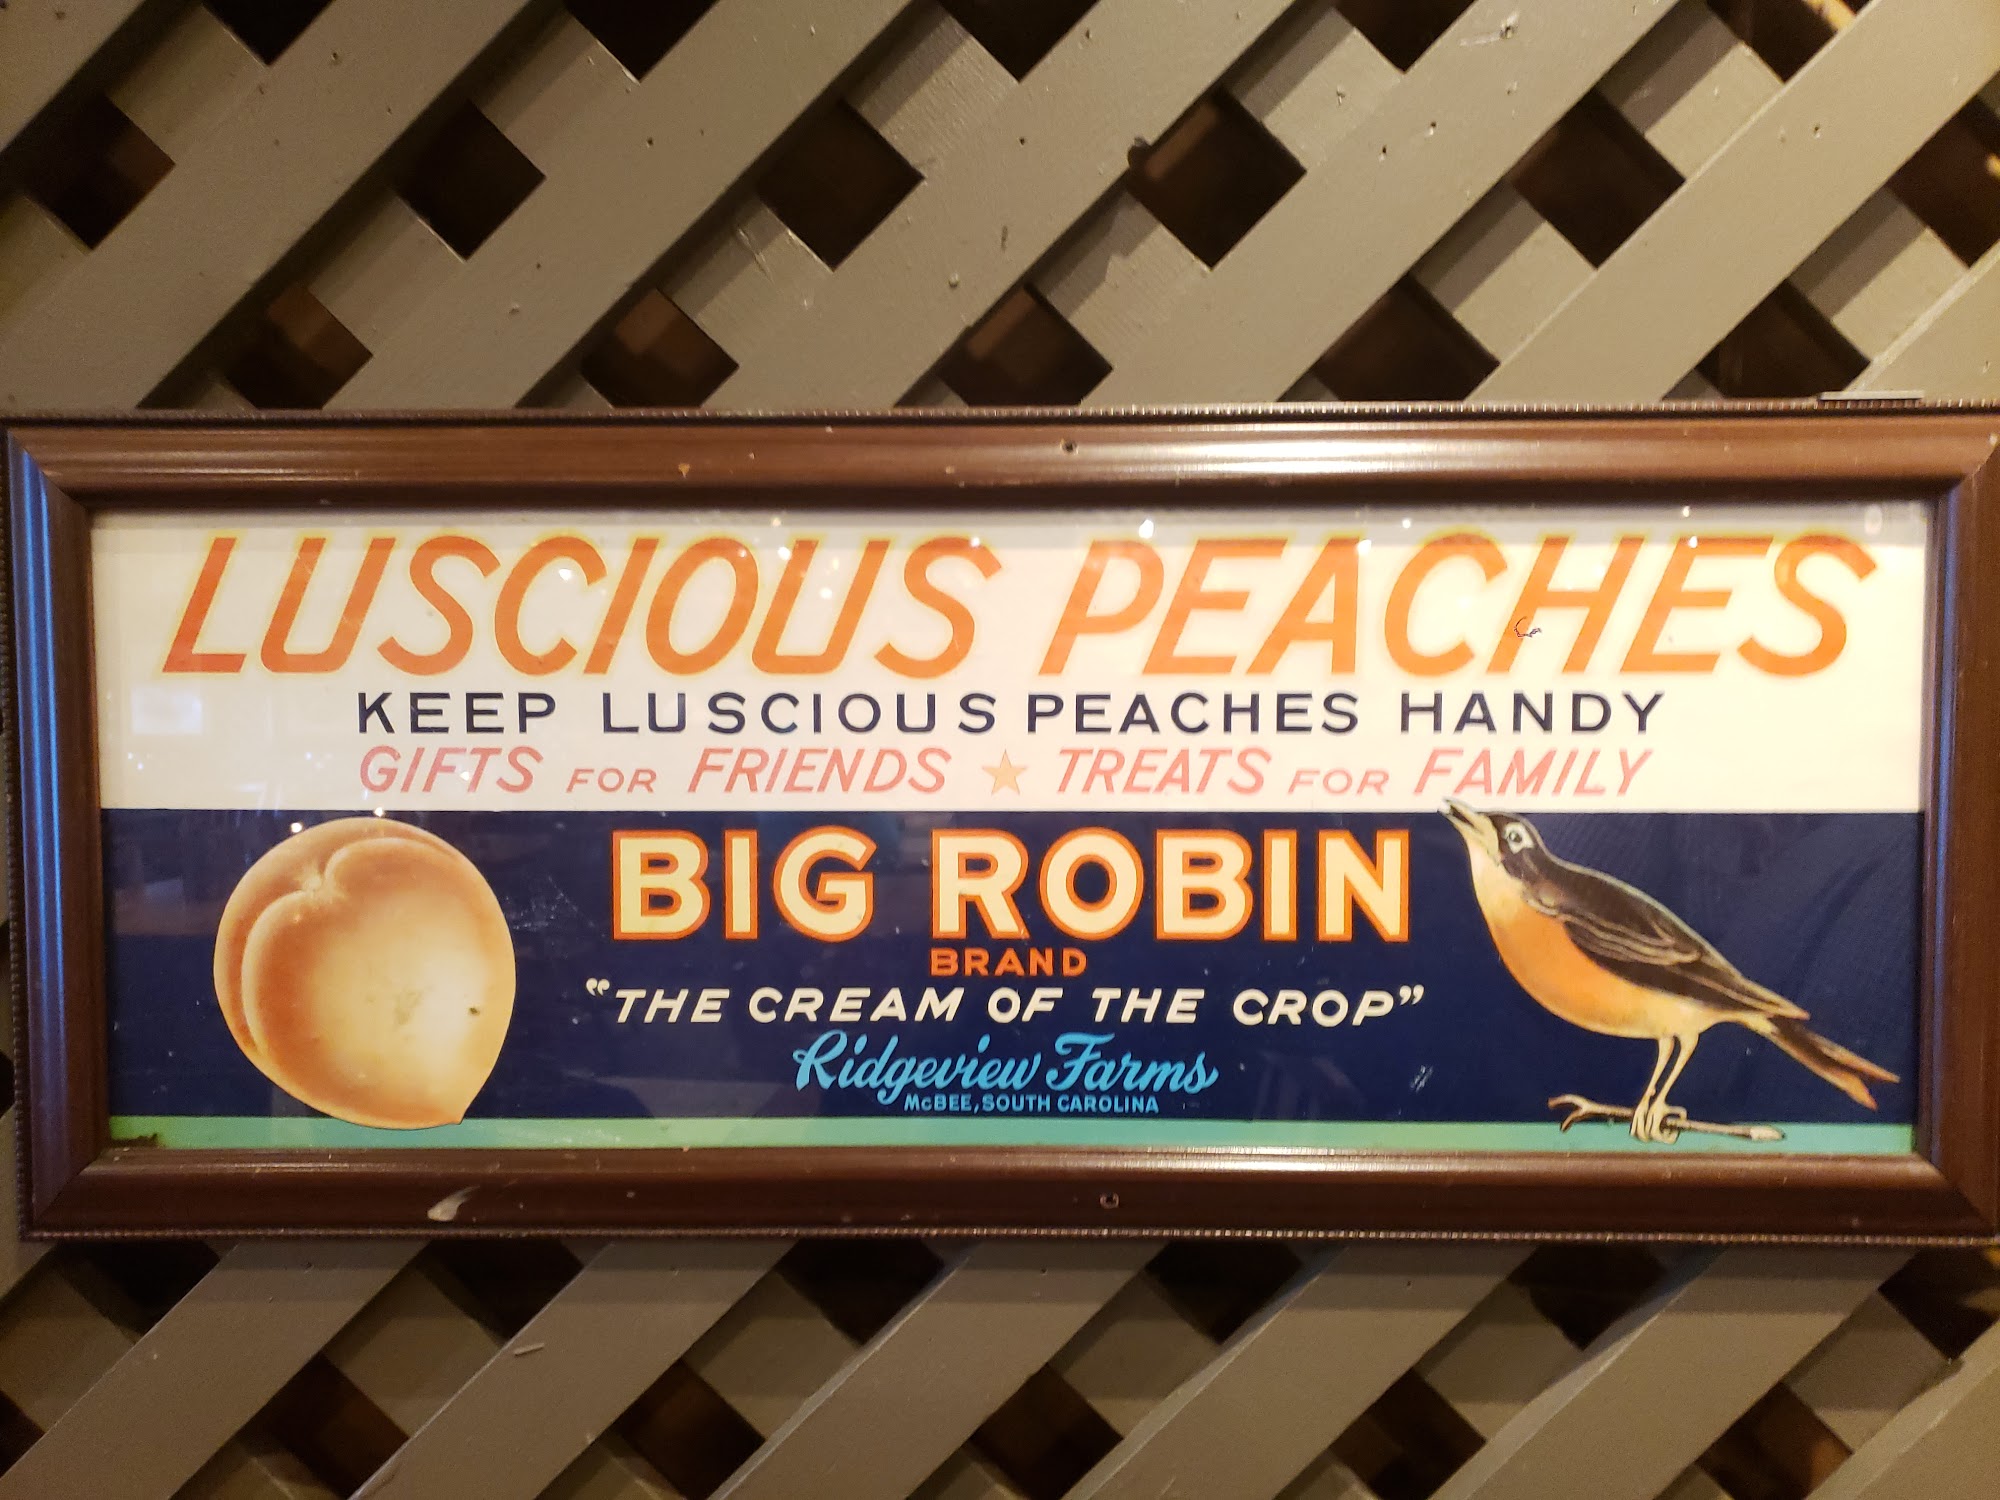 LUSCIOUS PEACHES
KEEP LUSCIOUS PEACHES HANDY
GIFTS FOR FRIENDS ★ TREATS FOR FAMILY
BIG ROBIN
BRAND
"THE CREAM OF THE CROP"
Ridgeview Farms
McBEE, SOUTH CAROLINA